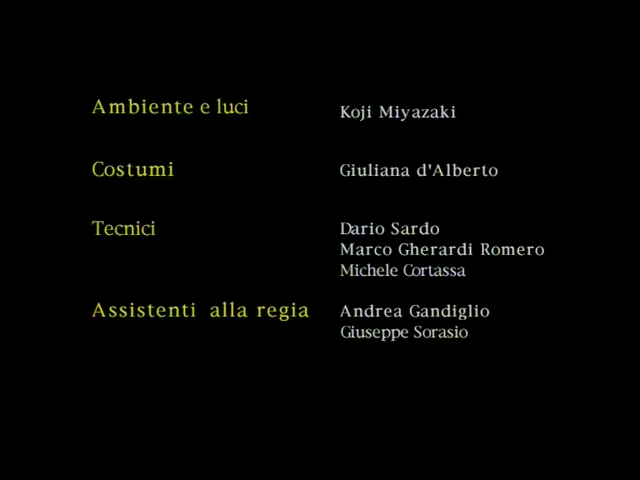 Ambiente e luci Koji Miyazaki
Costumi Giuliana d'Alberto
Tecnici Dario Sardo
Marco Gherardi Romero
Michele Cortassa
Assistenti alla regia Andrea Gandiglio
Giuseppe Sorasio